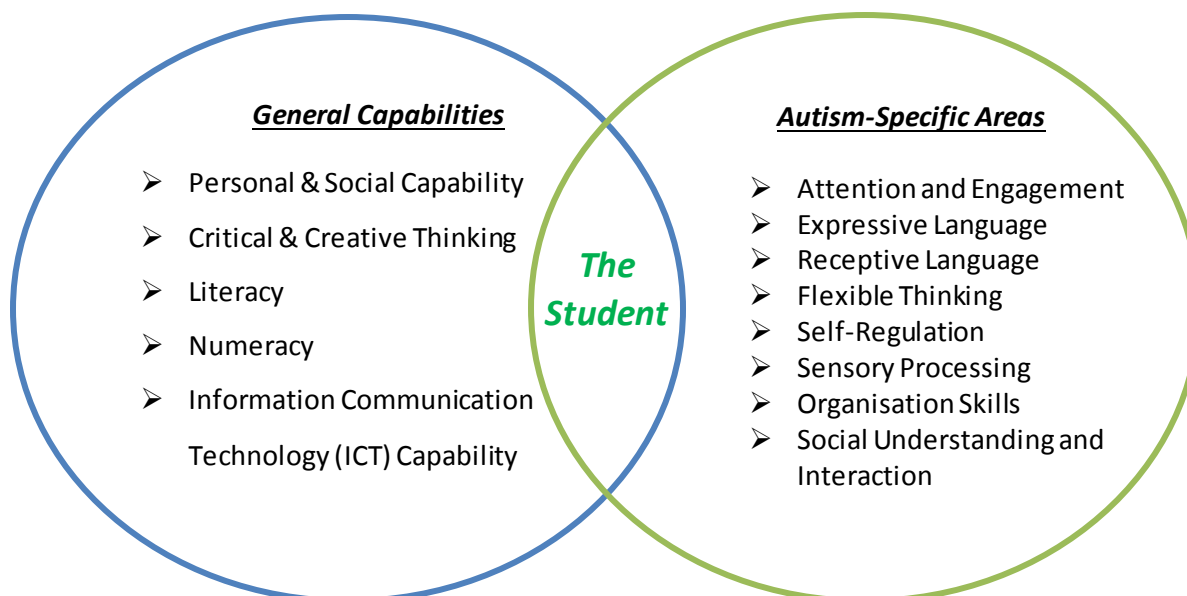 General Capabilities
➢ Personal & Social Capability
➢ Critical & Creative Thinking
➢ Literacy
➢ Numeracy
➢ Information Communication
Technology (ICT) Capability
The
Student
Autism-Specific Areas
➢ Attention and Engagement
➢ Expressive Language
➢ Receptive Language
➢ Flexible Thinking
➢ Self-Regulation
➢ Sensory Processing
➢ Organisation Skills
➢ Social Understanding and
Interaction